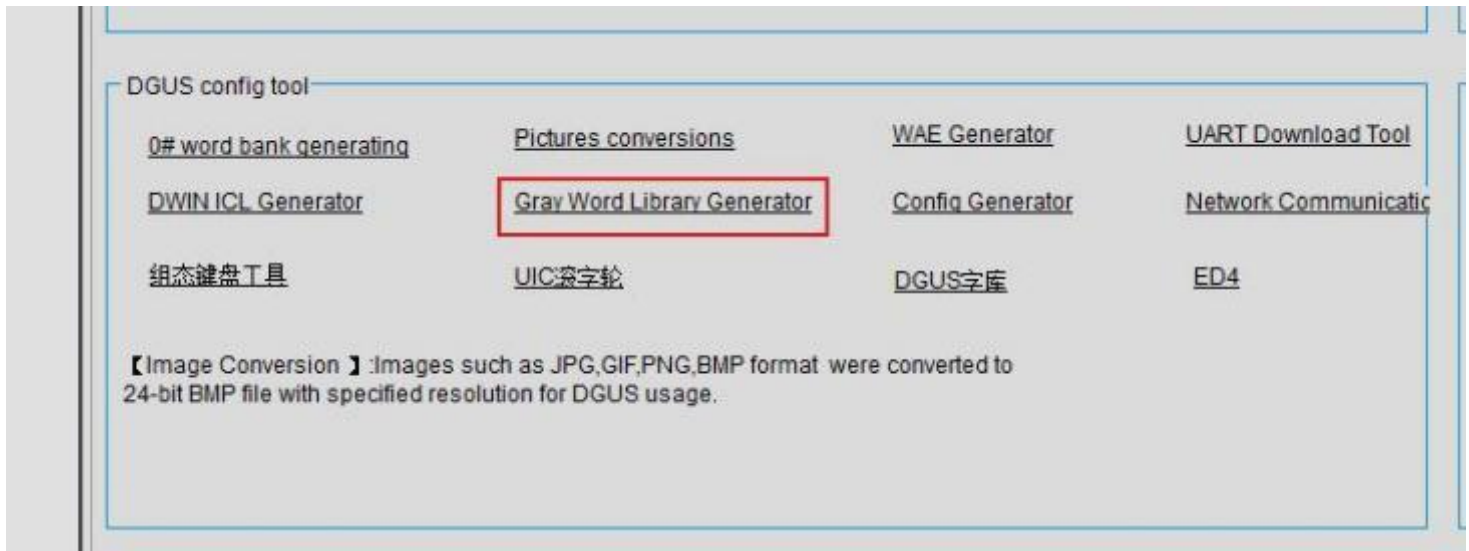 DGUS config tool
0# word bank generating
Pictures conversions
WAE Generator
UART Download Tool
DWIN ICL Generator
Gray Word Library Generator
Config Generator
Network Communicatic
组态鍵盘工具
UIC滚字轮
DGUS字库
ED4
【Image Conversion 】:Images such as JPG,GIF,PNG,BMP format were converted to
24-bit BMP file with specified resolution for DGUS usage.